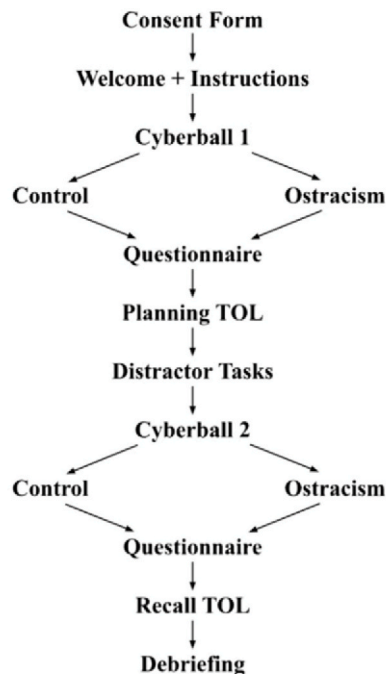 Consent Form
Welcome + Instructions
Cyberball 1
Control Ostracism
Questionnaire
Planning TOL
Distractor Tasks
Cyberball 2
Control Ostracism
Questionnaire
Recall TOL
Debriefing